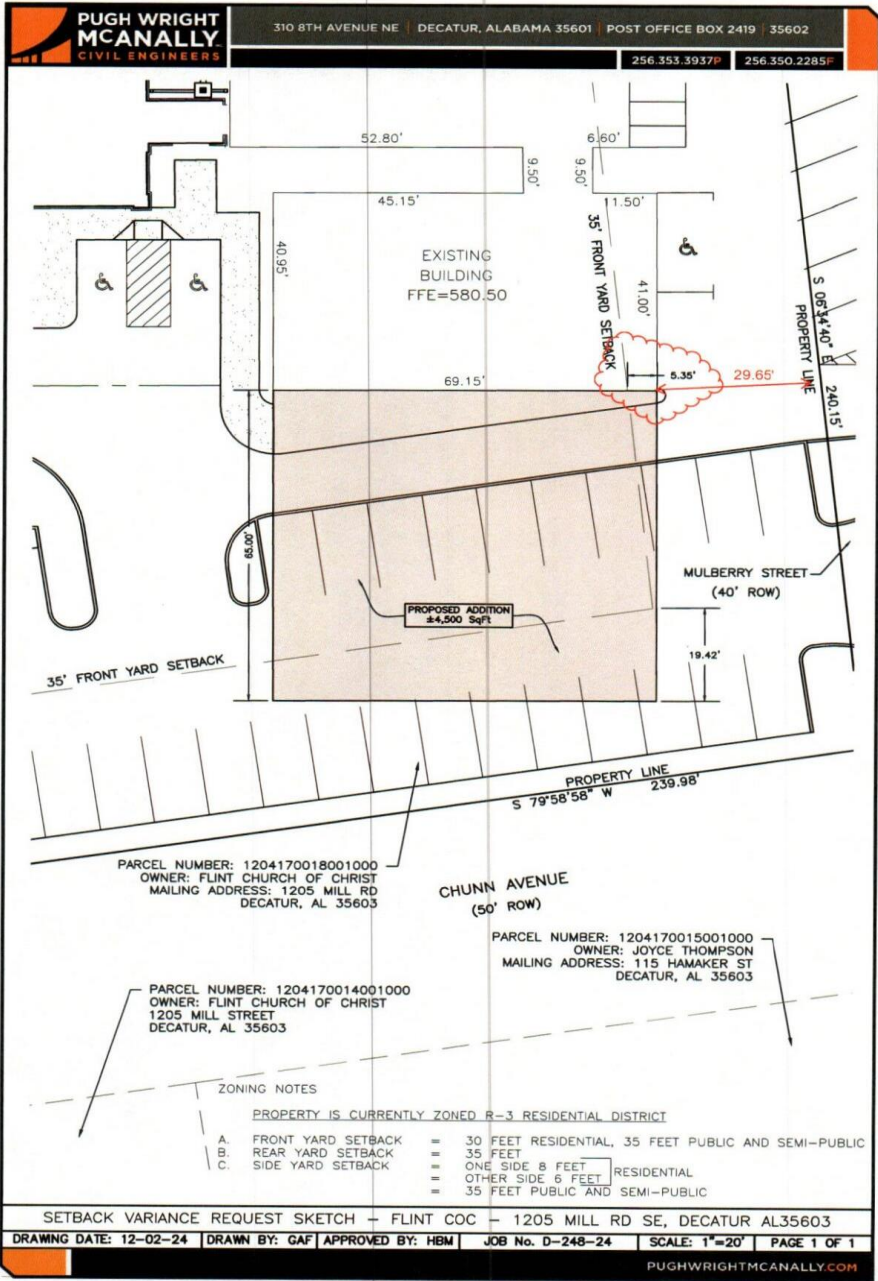 PUGH WRIGHT
MCANALLY
CIVIL ENGINEERS
310 8TH AVENUE NE | DECATUR, ALABAMA 35601 | POST OFFICE BOX 2419 | 35602
256.353.3937P
256.350.2285F
52.80'
6.60'
9.50'
9.50'
45.15'
11.50'
40.95'
EXISTING
BUILDING
FFE=580.50
35' FRONT YARD SETBACK
41.00'
S 06°34'40" E 240.15'
PROPERTY LINE
69.15'
5.35'
29.65'
65.00'
MULBERRY STREET
(40' ROW)
PROPOSED ADDITION
±4,500 SqFt
19.42'
35' FRONT YARD SETBACK
PROPERTY LINE
S 79°58'58" W 239.98'
PARCEL NUMBER: 1204170018001000
OWNER: FLINT CHURCH OF CHRIST
MAILING ADDRESS: 1205 MILL RD
DECATUR, AL 35603
CHUNN AVENUE
(50' ROW)
PARCEL NUMBER: 1204170015001000
OWNER: JOYCE THOMPSON
MAILING ADDRESS: 115 HAMAKER ST
DECATUR, AL 35603
PARCEL NUMBER: 1204170014001000
OWNER: FLINT CHURCH OF CHRIST
1205 MILL STREET
DECATUR, AL 35603
ZONING NOTES
PROPERTY IS CURRENTLY ZONED R-3 RESIDENTIAL DISTRICT
A. FRONT YARD SETBACK = 30 FEET RESIDENTIAL, 35 FEET PUBLIC AND SEMI-PUBLIC
B. REAR YARD SETBACK = 35 FEET
C. SIDE YARD SETBACK = ONE SIDE 8 FEET
= OTHER SIDE 6 FEET RESIDENTIAL
= 35 FEET PUBLIC AND SEMI-PUBLIC
SETBACK VARIANCE REQUEST SKETCH - FLINT COC - 1205 MILL RD SE, DECATUR AL35603
DRAWING DATE: 12-02-24 DRAWN BY: GAF APPROVED BY: HBM JOB No. D-248-24 SCALE: 1"=20' PAGE 1 OF 1
PUGHWRIGHTMCANALLY.COM